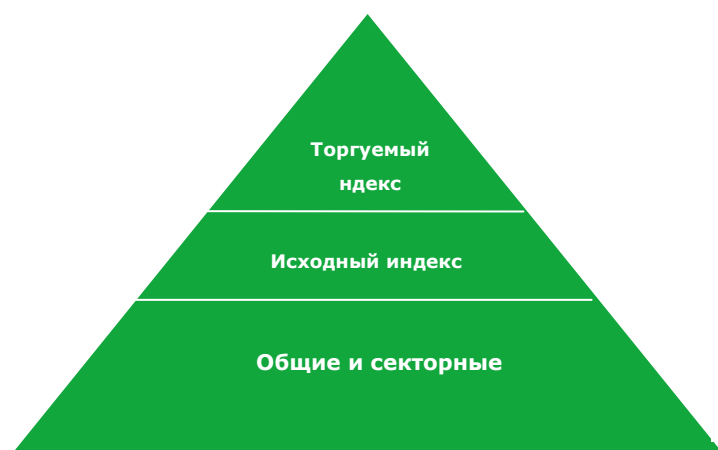 Торгуемый
ндекс
Исходный индекс
Общие и секторные